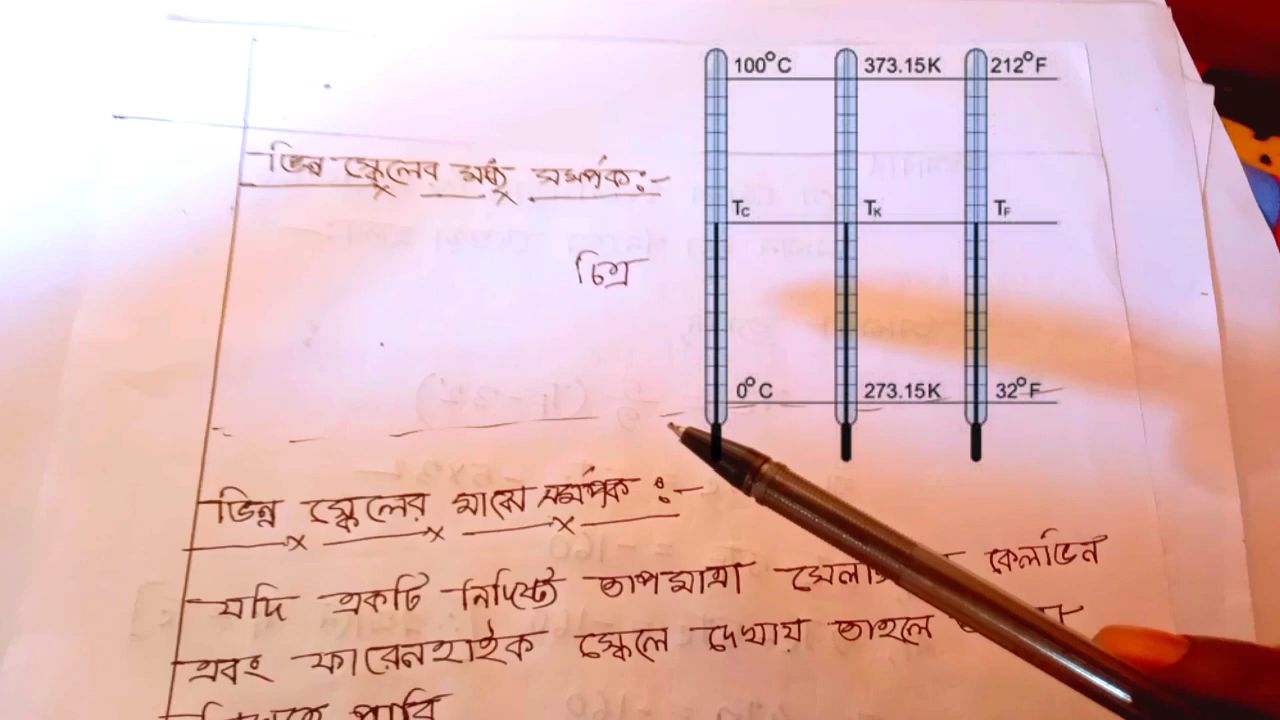 100°C 373.15K 212°F
ভিন্ন স্কেলের মধ্যে সম্পর্ক:-
Tc TK TF
চিত্র
0°C 273.15K 32°F
ভিন্ন স্কেলের মাঝে সম্পর্ক :-
যদি একটি নির্দিষ্ট তাপমাত্রা কেলভিন
এবং ফারেনহাইক স্কেলে দেখায় তাহলে
পারি